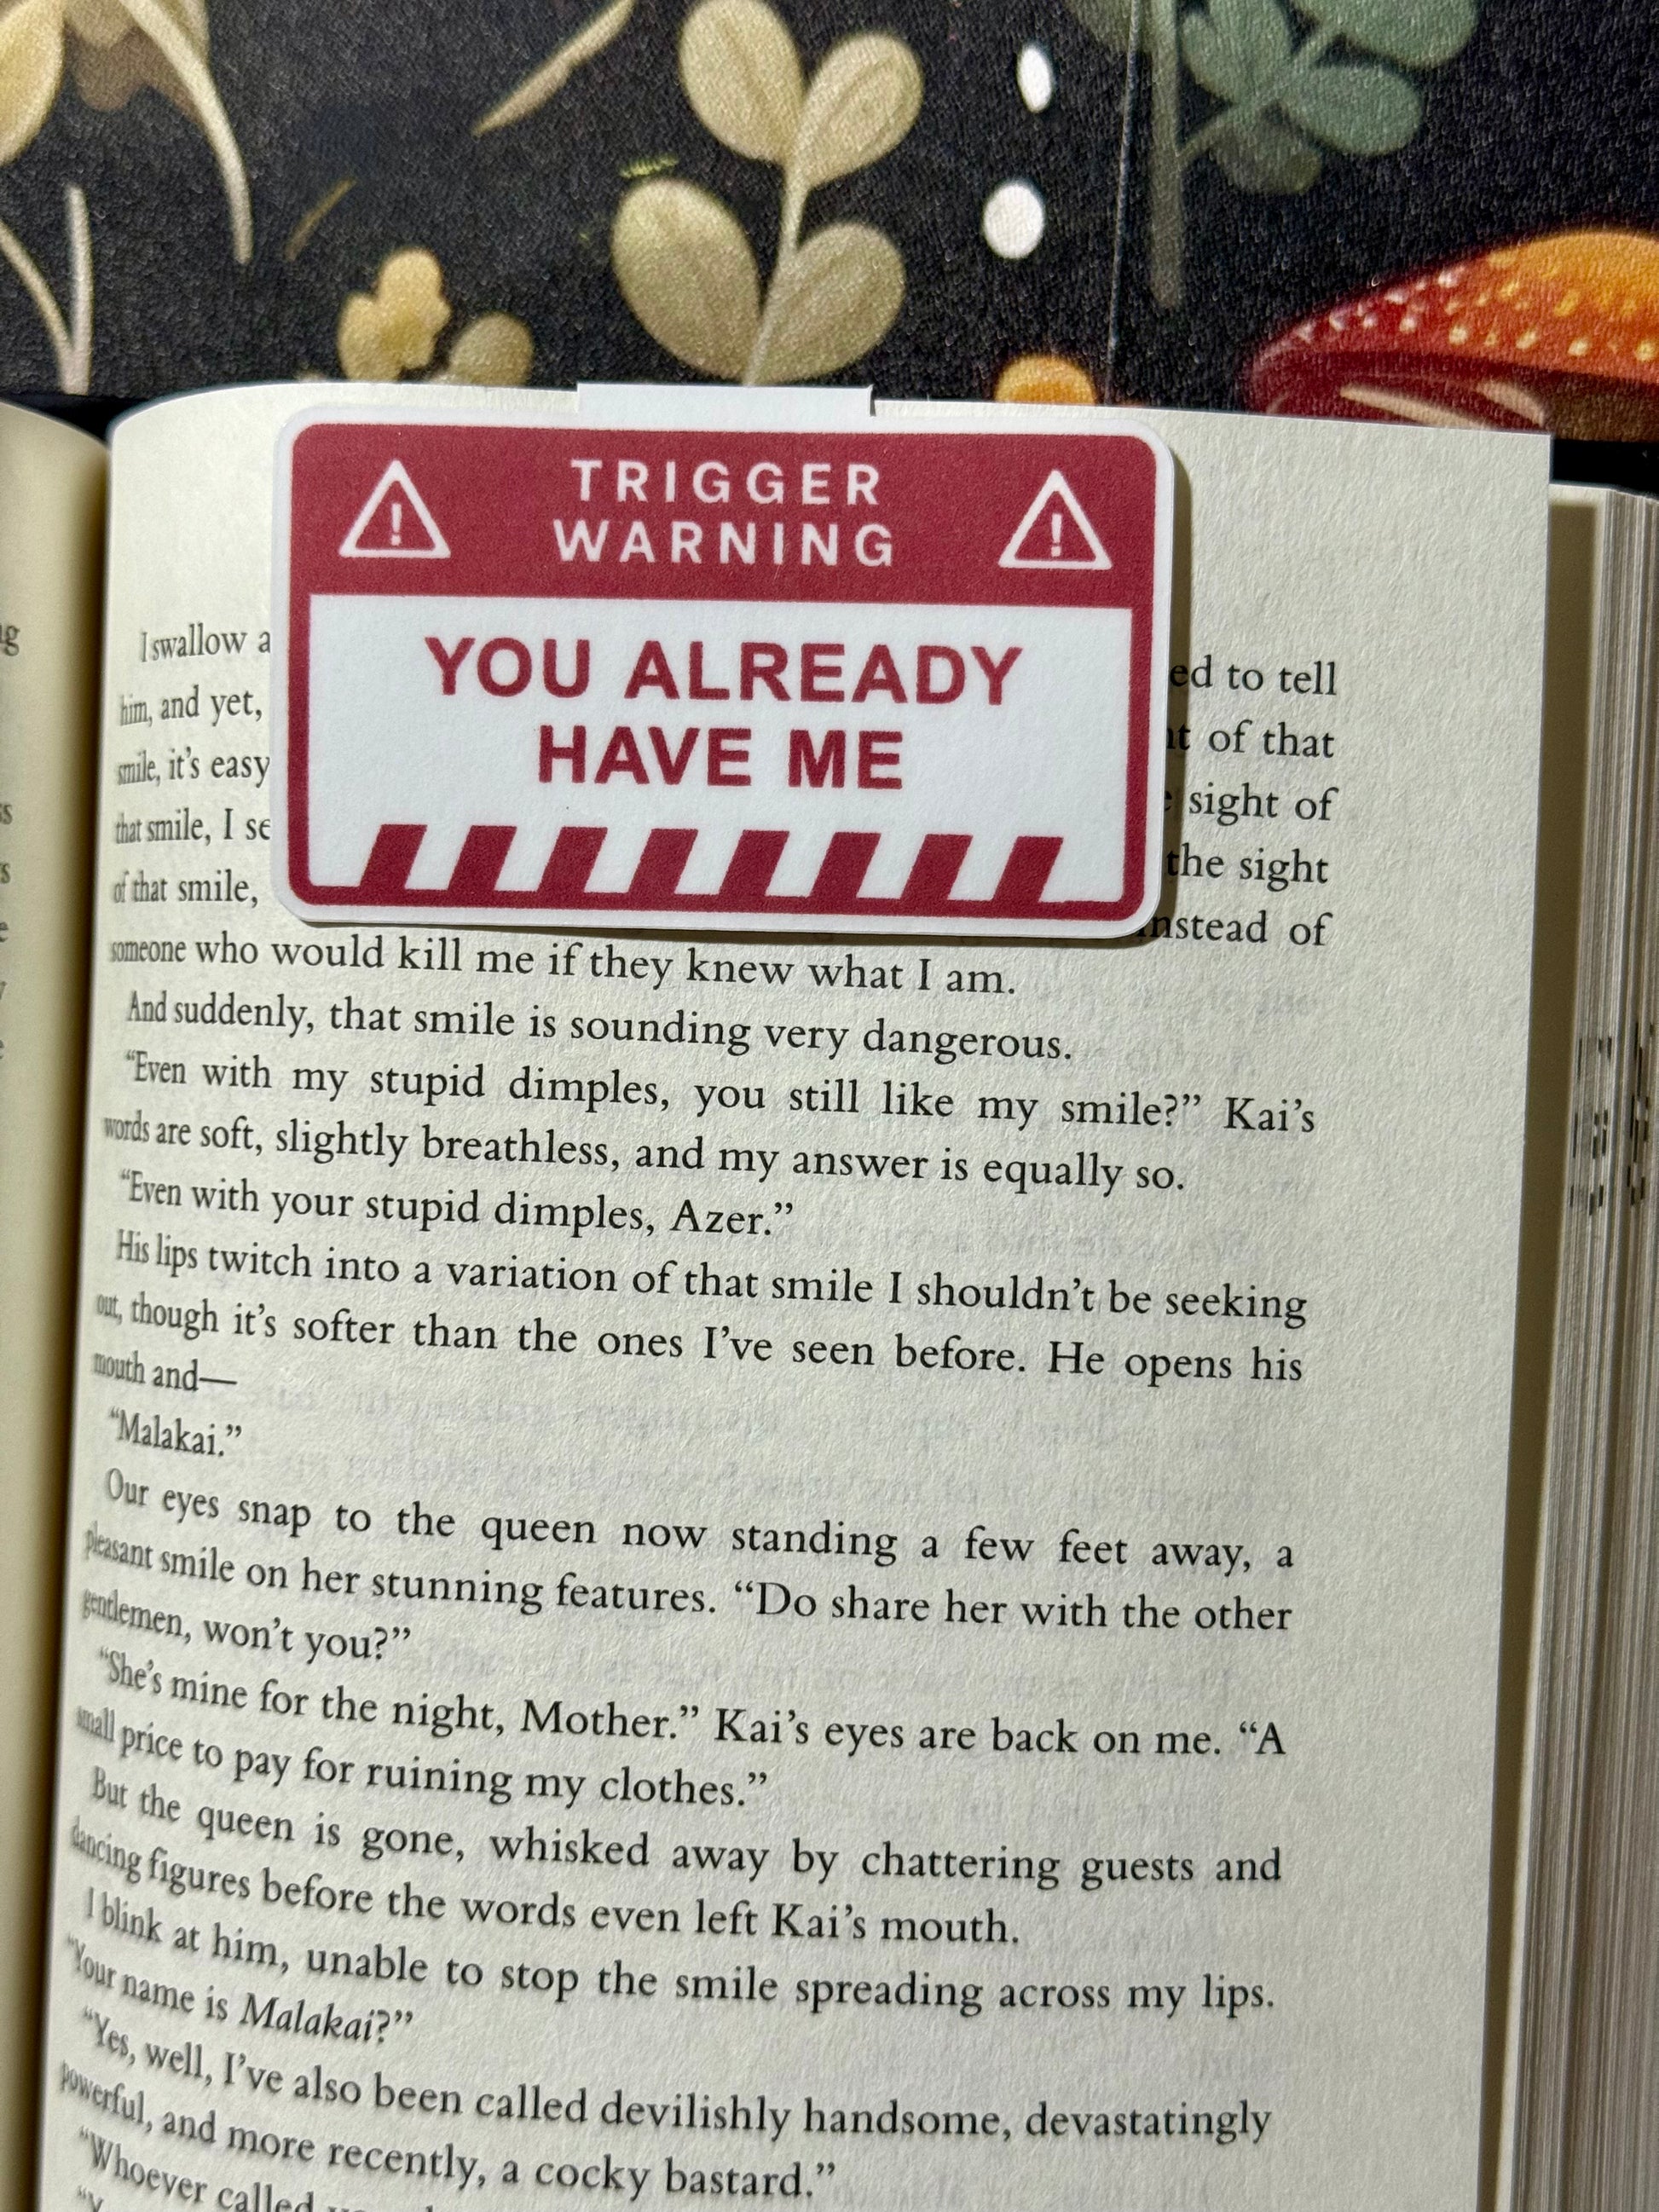 TRIGGER
WARNING
YOU ALREADY
HAVE ME
I swallow a
ed to tell
him, and yet,
of that
smile, it's easy
sight of
that smile, I se
the sight
of that smile,
nstead of
someone who would kill me if they knew what I am.
And suddenly, that smile is sounding very dangerous.
“Even with my stupid dimples, you still like my smile?” Kai’s
words are soft, slightly breathless, and my answer is equally so.
“Even with your stupid dimples, Azer.”
His lips twitch into a variation of that smile I shouldn’t be seeking
out, though it’s softer than the ones I’ve seen before. He opens his
mouth and—
“Malakai.”
Our eyes snap to the queen now standing a few feet away, a
pleasant smile on her stunning features. “Do share her with the other
gentlemen, won’t you?”
“She’s mine for the night, Mother.” Kai’s eyes are back on me. “A
small price to pay for ruining my clothes.”
But the queen is gone, whisked away by chattering guests and
dancing figures before the words even left Kai’s mouth.
I blink at him, unable to stop the smile spreading across my lips.
“Your name is Malakai?”
“Yes, well, I’ve also been called devilishly handsome, devastatingly
powerful, and more recently, a cocky bastard.”
“Whoever called